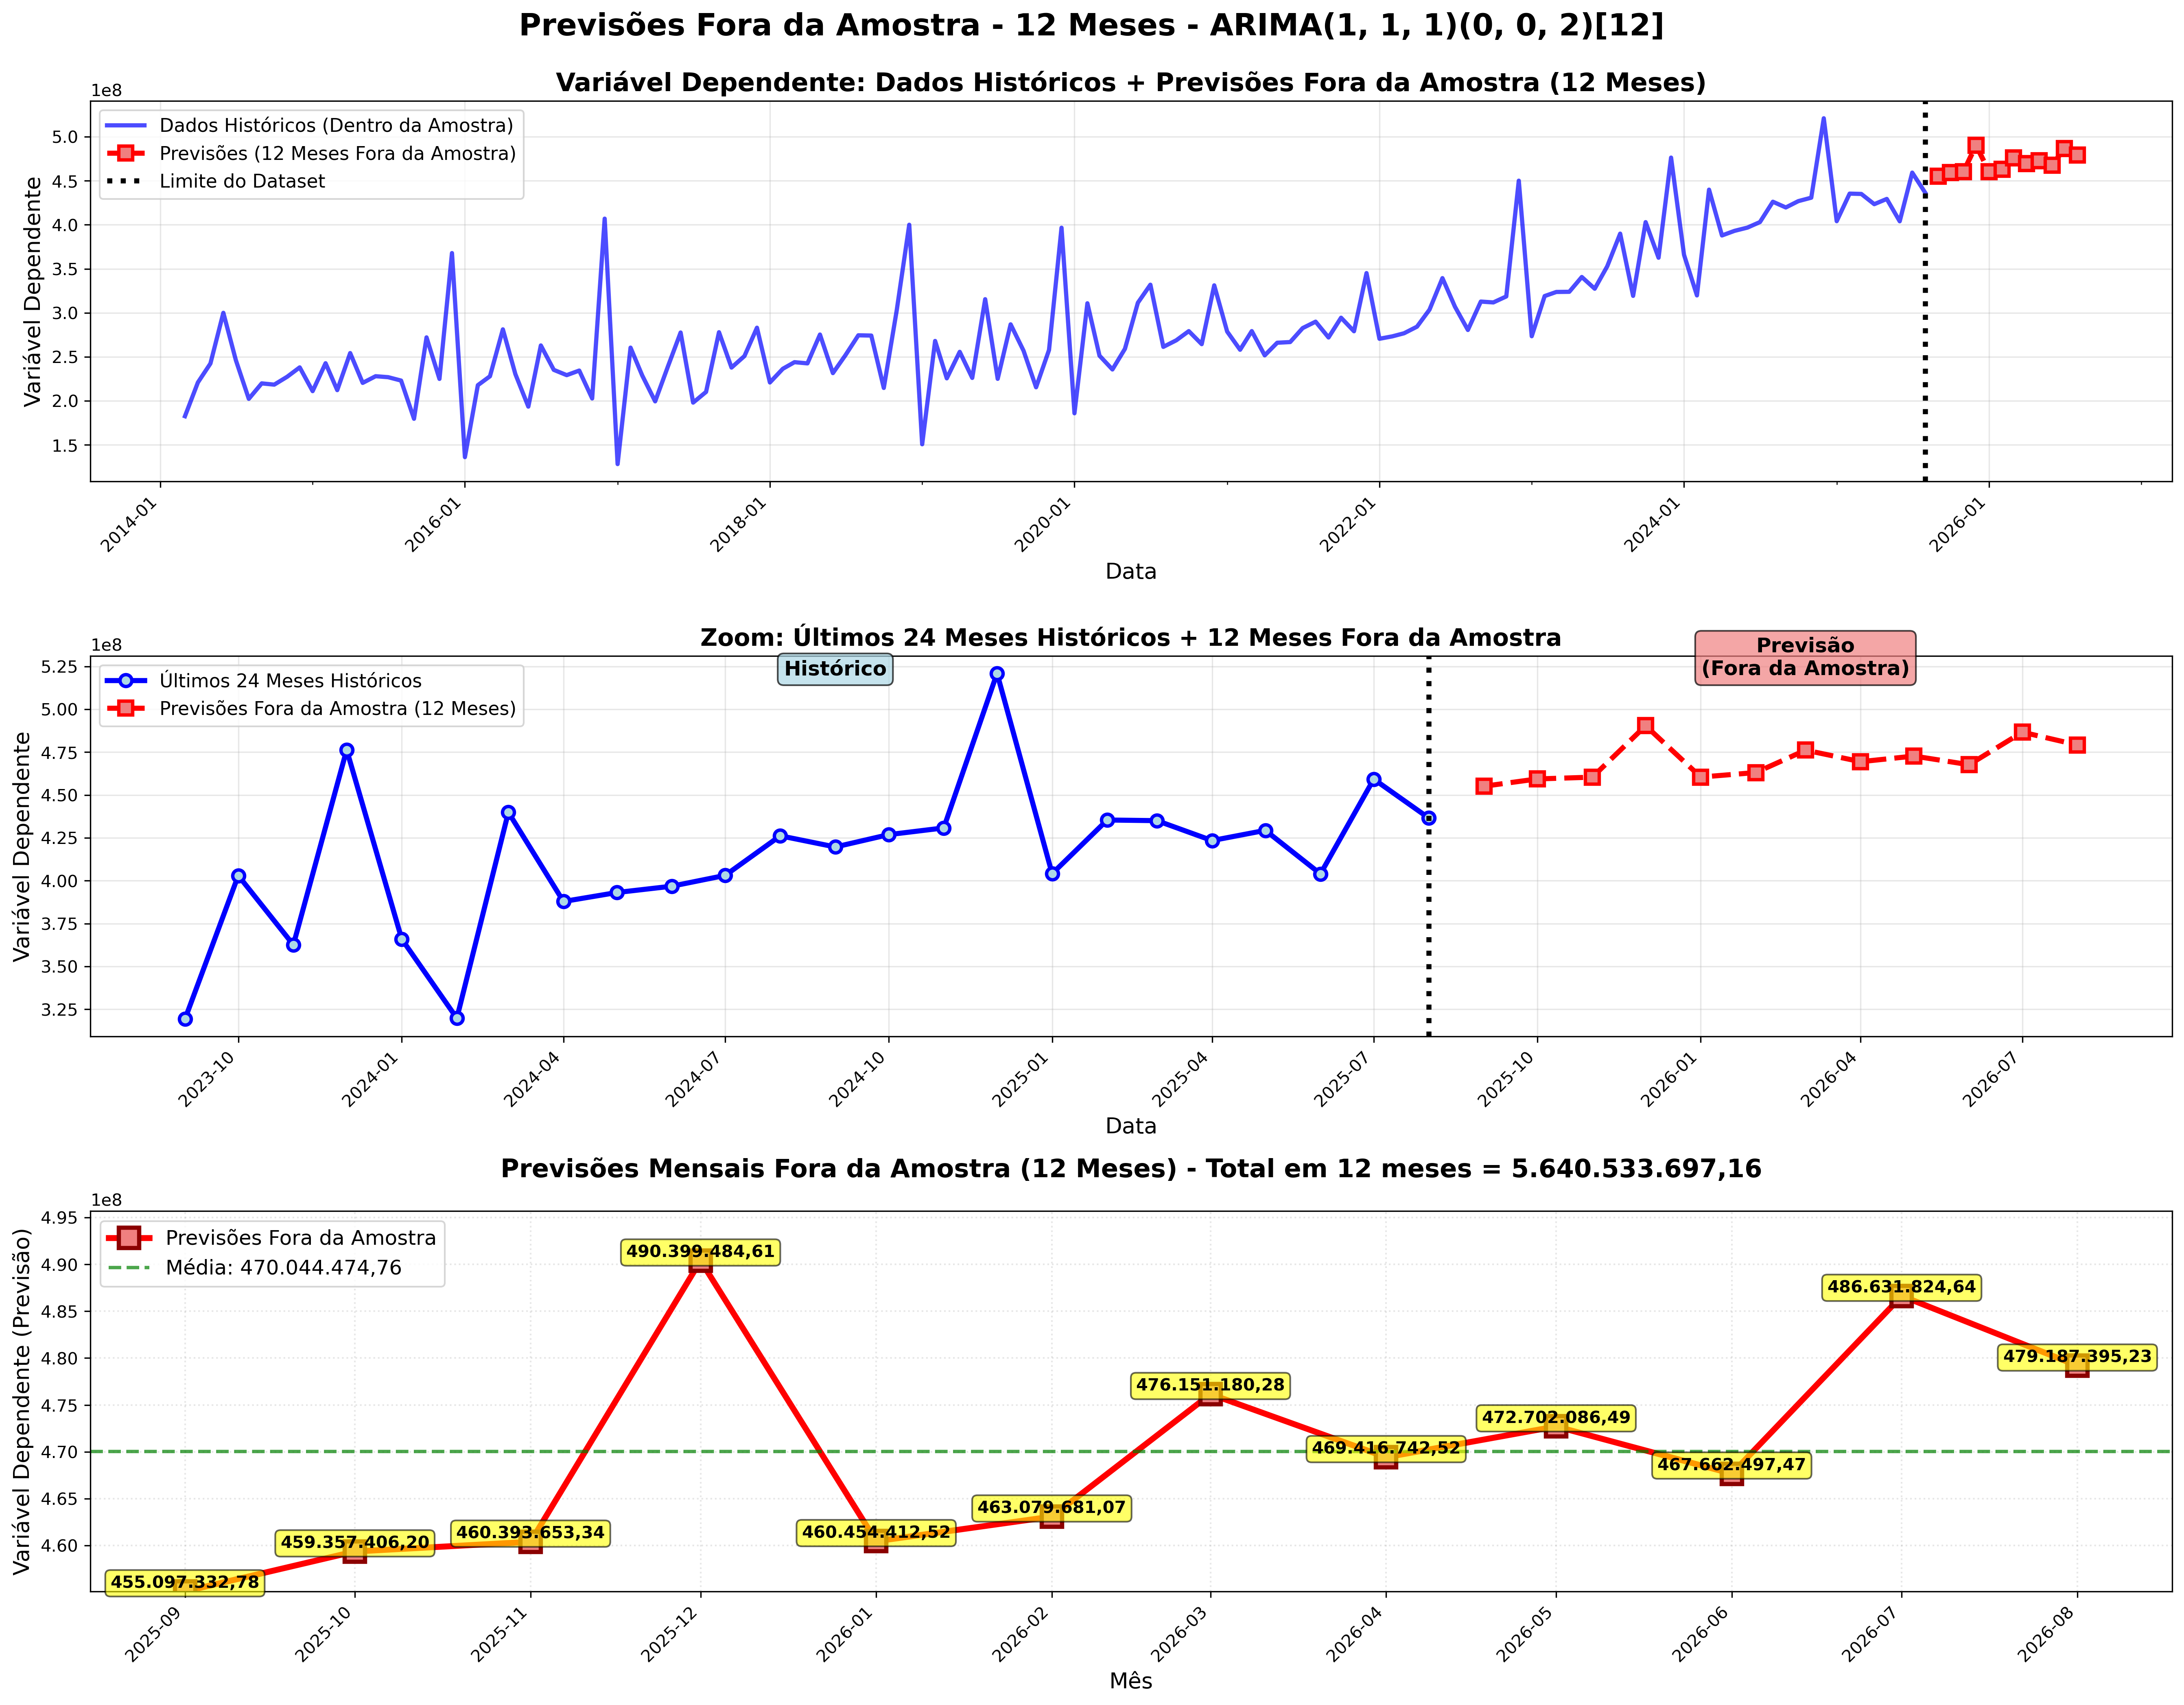 Previsões Fora da Amostra - 12 Meses - ARIMA(1, 1, 1)(0, 0, 2)[12]
Variável Dependente: Dados Históricos + Previsões Fora da Amostra (12 Meses)
1e8
Dados Históricos (Dentro da Amostra)
Previsões (12 Meses Fora da Amostra)
Limite do Dataset
Variável Dependente
5.0
4.5
4.0
3.5
3.0
2.5
2.0
1.5
2014-01
2016-01
2018-01
2020-01
2022-01
2024-01
2026-01
Data
Zoom: Últimos 24 Meses Históricos + 12 Meses Fora da Amostra
1e8
Últimos 24 Meses Históricos
Previsões Fora da Amostra (12 Meses)
Histórico
Previsão
(Fora da Amostra)
Variável Dependente
5.25
5.00
4.75
4.50
4.25
4.00
3.75
3.50
3.25
2023-10
2024-01
2024-04
2024-07
2024-10
2025-01
2025-04
2025-07
2025-10
2026-01
2026-04
2026-07
Data
Previsões Mensais Fora da Amostra (12 Meses) - Total em 12 meses = 5.640.533.697,16
1e8
Previsões Fora da Amostra
Média: 470.044.474,76
Variável Dependente (Previsão)
4.95
4.90
4.85
4.80
4.75
4.70
4.65
4.60
455.097.332,78
459.357.406,20
460.393.653,34
490.399.484,61
460.454.412,52
463.079.681,07
476.151.180,28
469.416.742,52
472.702.086,49
467.662.497,47
486.631.824,64
479.187.395,23
2025-09
2025-10
2025-11
2025-12
2026-01
2026-02
2026-03
2026-04
2026-05
2026-06
2026-07
2026-08
Mês